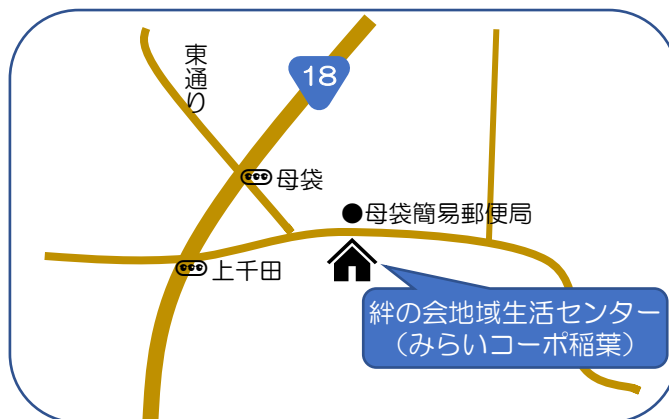 東通り
18
母袋
●母袋簡易郵便局
上千田
絆の会地域生活センター
（みらいコーポ稲葉）